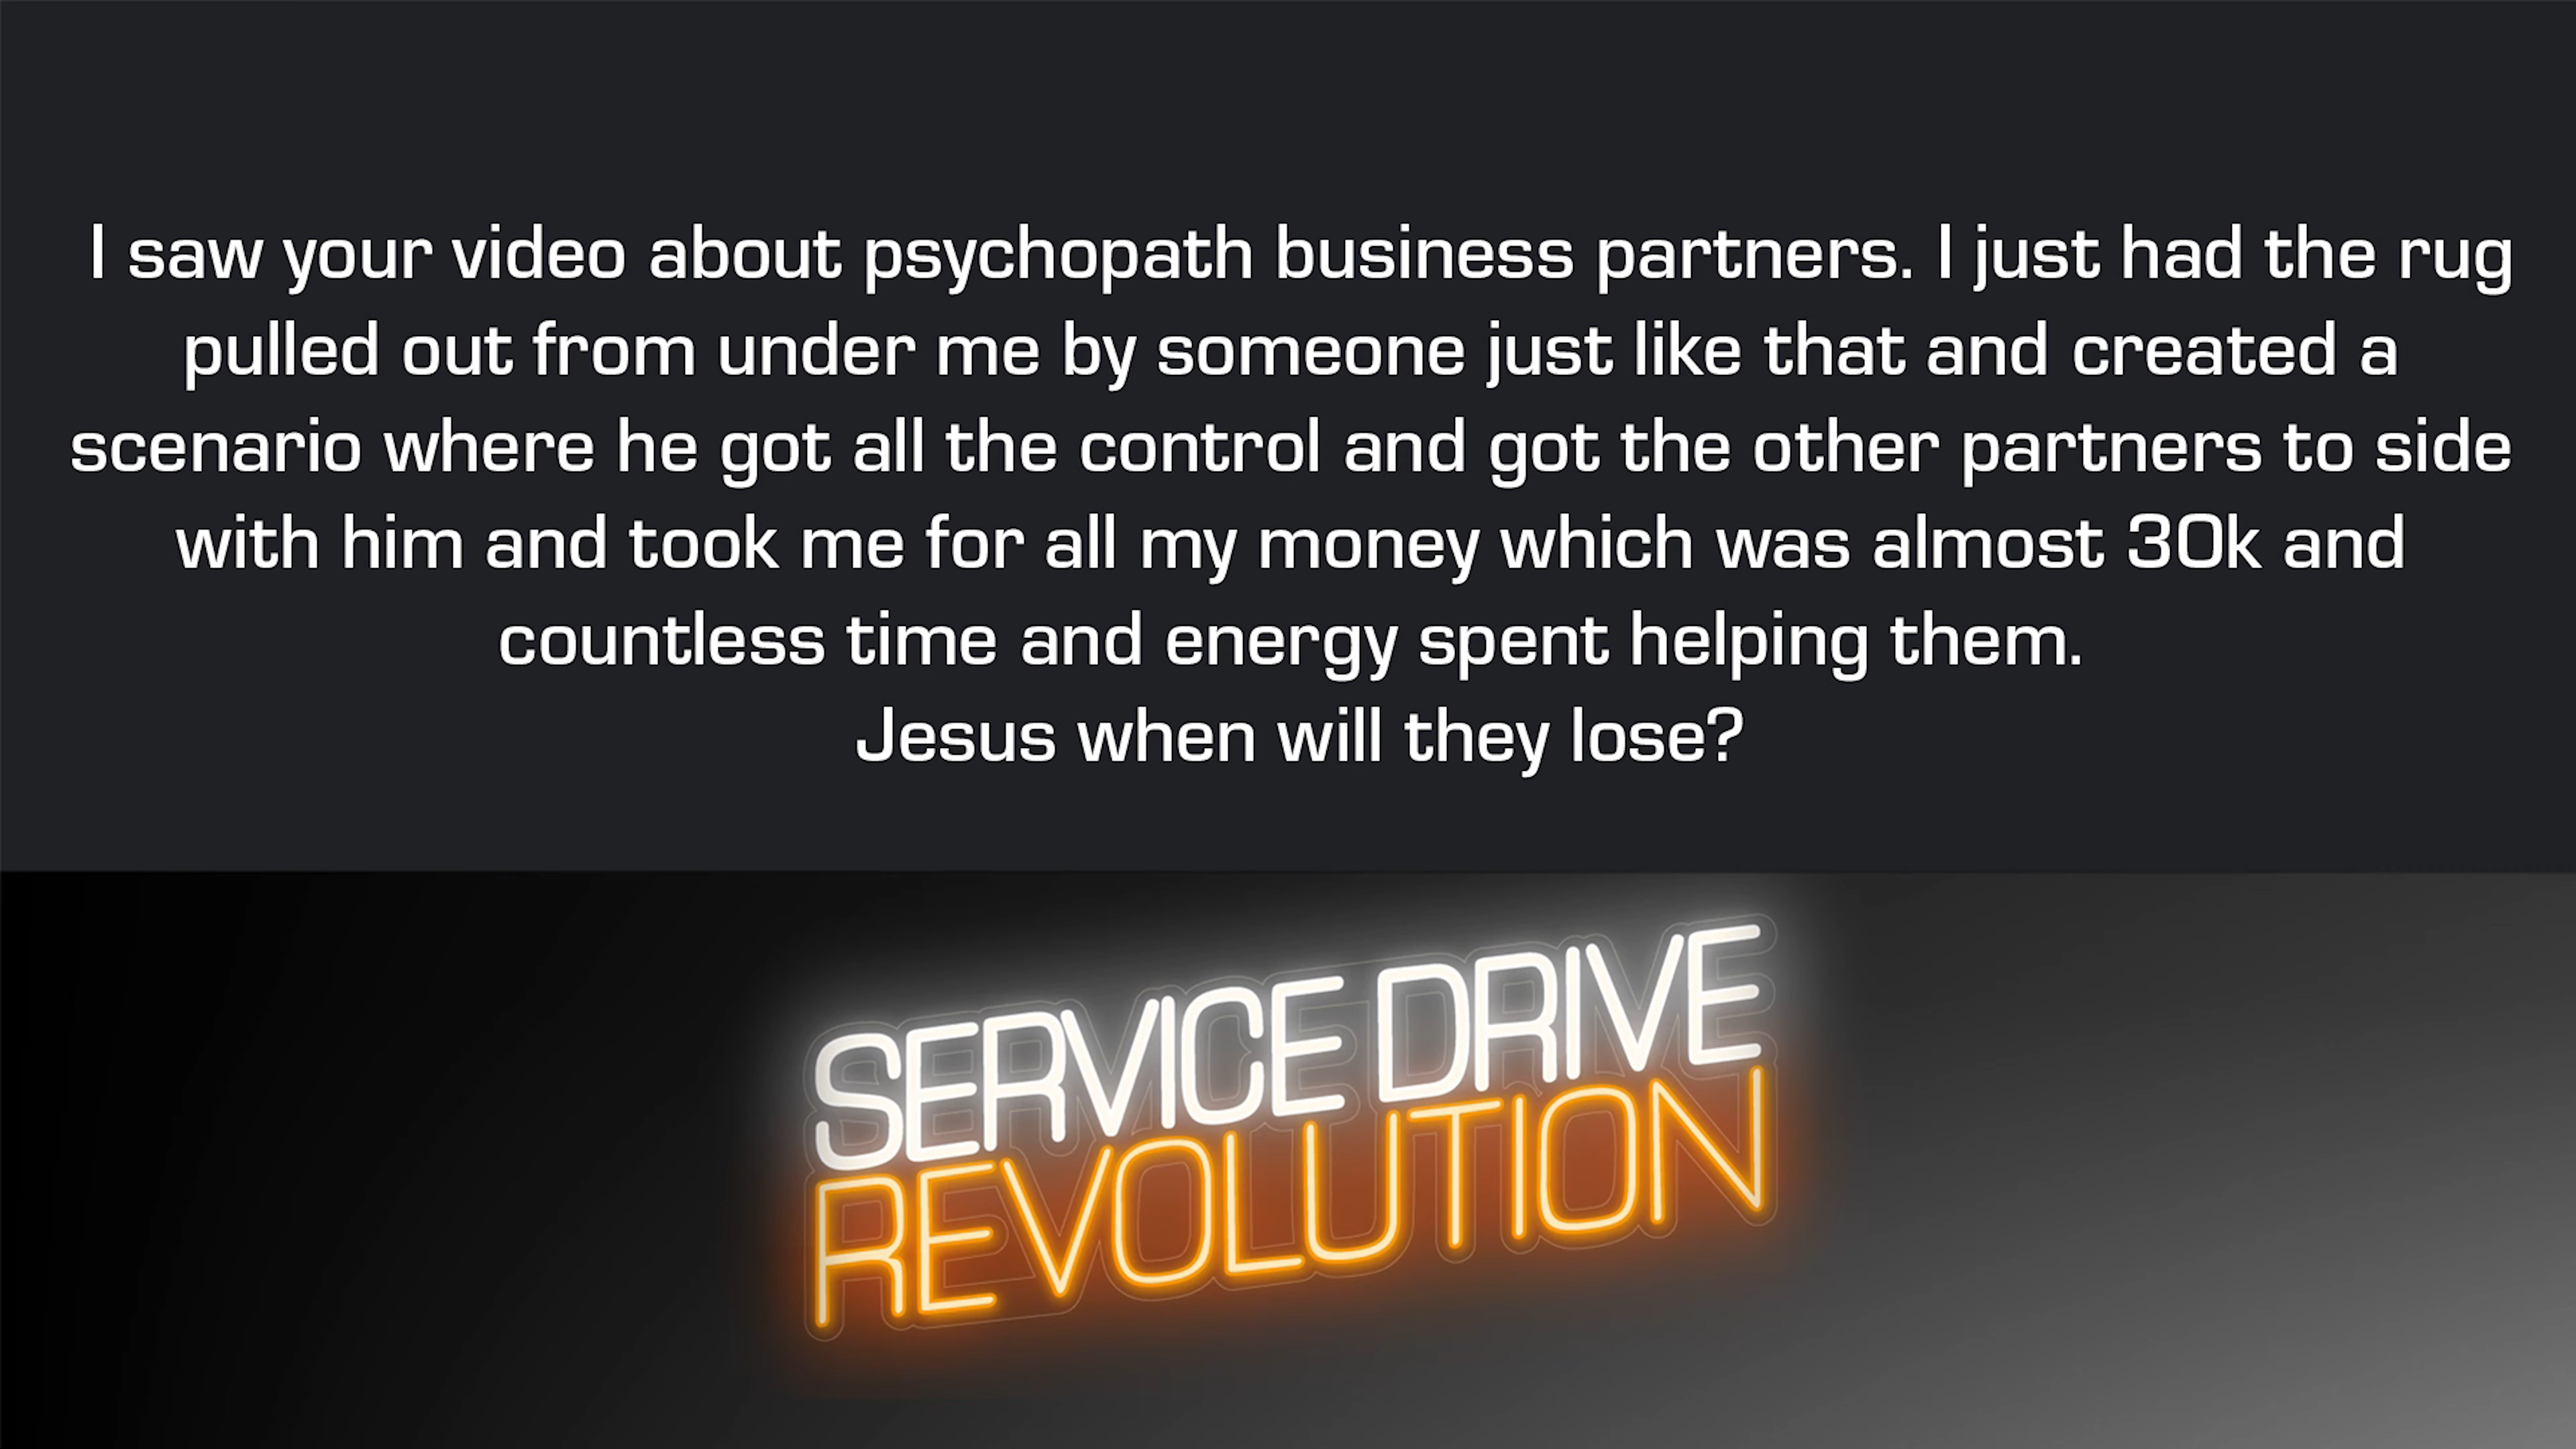 I saw your video about psychopath business partners. I just had the rug
pulled out from under me by someone just like that and created a
scenario where he got all the control and got the other partners to side
with him and took me for all my money which was almost 30k and
countless time and energy spent helping them.
Jesus when will they lose?
SERVICE DRIVE
REVOLUTION